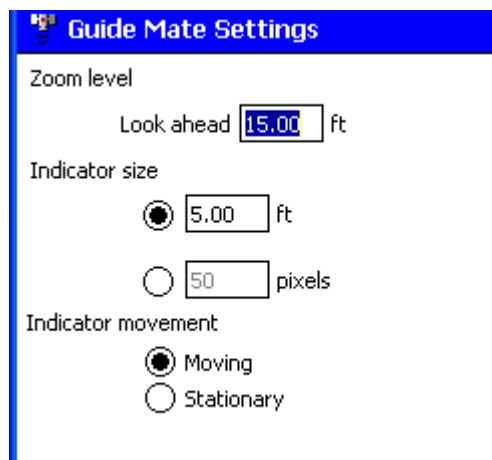 Guide Mate Settings
Zoom level
Look ahead 15.00 ft
Indicator size
5.00 ft
50 pixels
Indicator movement
Moving
Stationary